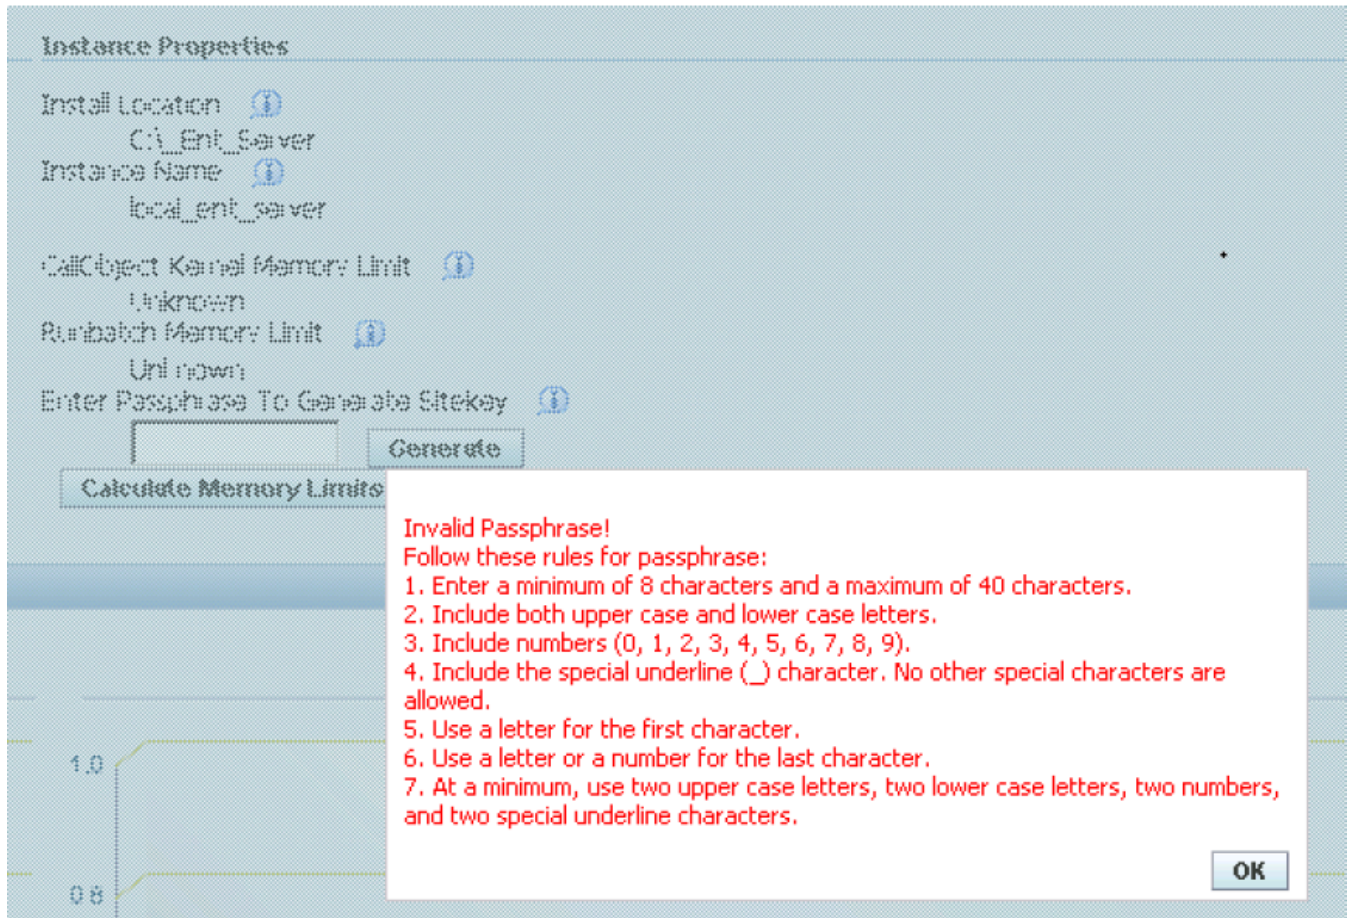 Instance Properties
Install Location
C:\_Ent_Server
Instance Name
local_ent_server
CallObject Kernel Memory Limit
Unknown
Runbatch Memory Limit
Unknown
Enter Passphrase To Generate Sitekey
Generate
Calculate Memory Limits
Invalid Passphrase!
Follow these rules for passphrase:
1. Enter a minimum of 8 characters and a maximum of 40 characters.
2. Include both upper case and lower case letters.
3. Include numbers (0, 1, 2, 3, 4, 5, 6, 7, 8, 9).
4. Include the special underline (_) character. No other special characters are
allowed.
5. Use a letter for the first character.
6. Use a letter or a number for the last character.
7. At a minimum, use two upper case letters, two lower case letters, two numbers,
and two special underline characters.
OK
1.0
0.8